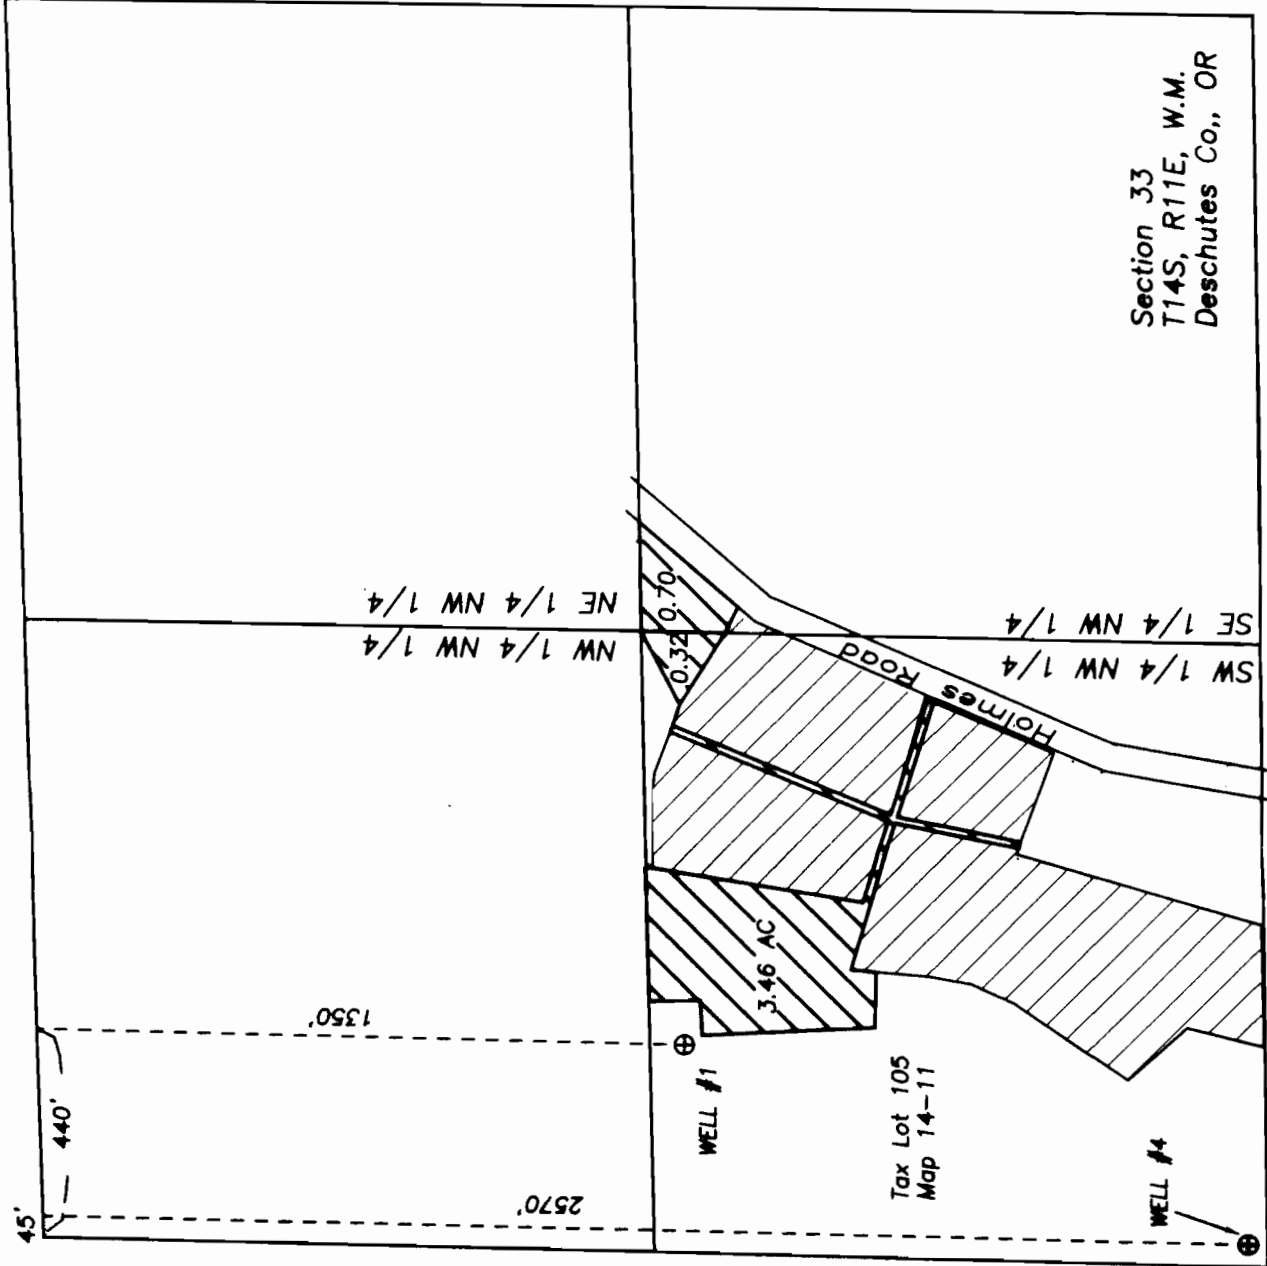 45'
440'
1350'
2570'
NE 1/4 NW 1/4
NW 1/4 NW 1/4
0.70
0.32
3.46 AC
WELL #1
Holmes Road
SE 1/4 NW 1/4
SW 1/4 NW 1/4
Tax Lot 105
Map 14-11
WELL #4
Section 33
T14S, R11E, W.M.
Deschutes Co,, OR